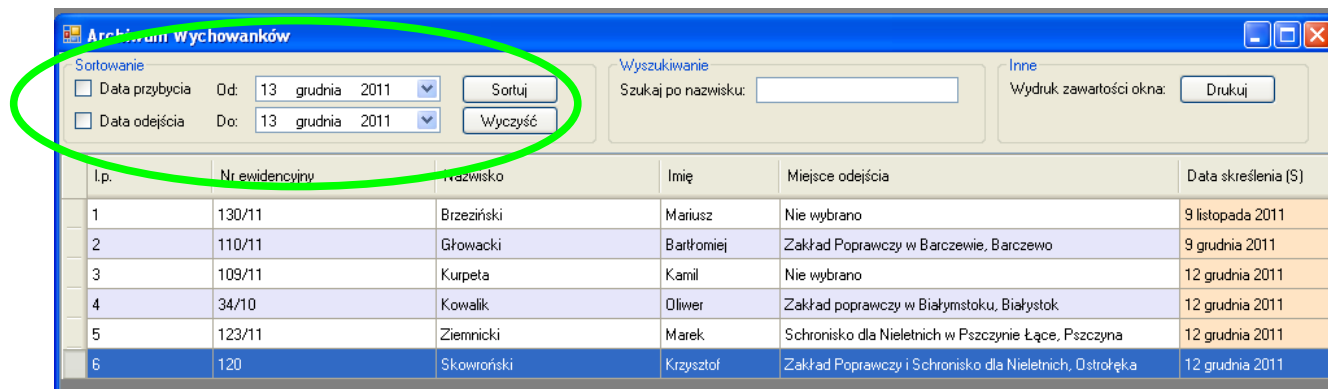 Archiwum Wychowanków
Sortowanie
Data przybycia Od: 13 grudnia 2011 Sortuj
Data odejścia Do: 13 grudnia 2011 Wyczyść
Wyszukiwanie
Szukaj po nazwisku:
Inne
Wydruk zawartości okna: Drukuj
l.p. Nr ewidencyjny Nazwisko Imię Miejsce odejścia Data skreślenia (S)
1 130/11 Brzeziński Mariusz Nie wybrano 9 listopada 2011
2 110/11 Głowacki Bartłomiej Zakład Poprawczy w Barczewie, Barczewo 9 grudnia 2011
3 109/11 Kurpeta Kamil Nie wybrano 12 grudnia 2011
4 34/10 Kowalik Oliwer Zakład poprawczy w Białymstoku, Białystok 12 grudnia 2011
5 123/11 Ziemnicki Marek Schronisko dla Nieletnich w Pszczynie Łące, Pszczyna 12 grudnia 2011
6 120 Skowroński Krzysztof Zakład Poprawczy i Schronisko dla Nieletnich, Ostrołęka 12 grudnia 2011